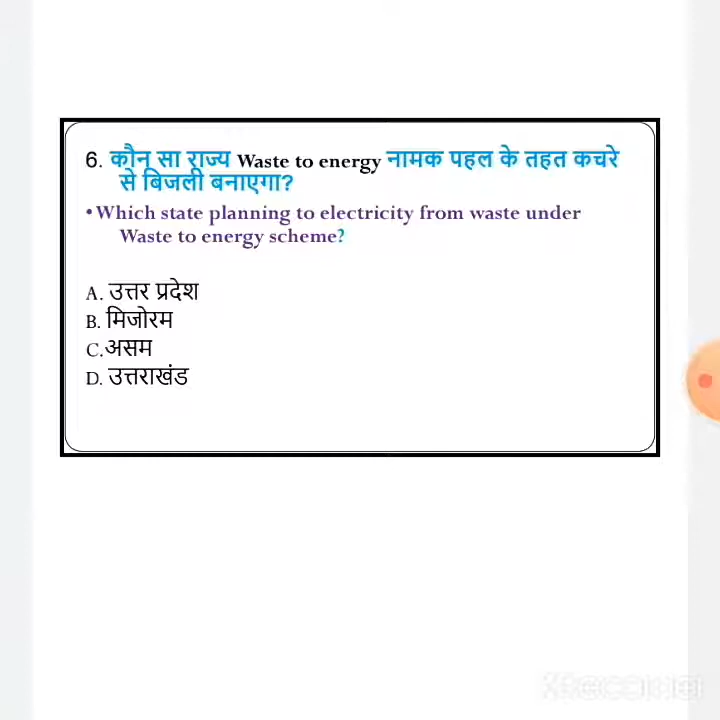 6. कौन सा राज्य Waste to energy नामक पहल के तहत कचरे
से बिजली बनाएगा?
• Which state planning to electricity from waste under
Waste to energy scheme?
A. उत्तर प्रदेश
B. मिजोरम
C.असम
D. उत्तराखंड